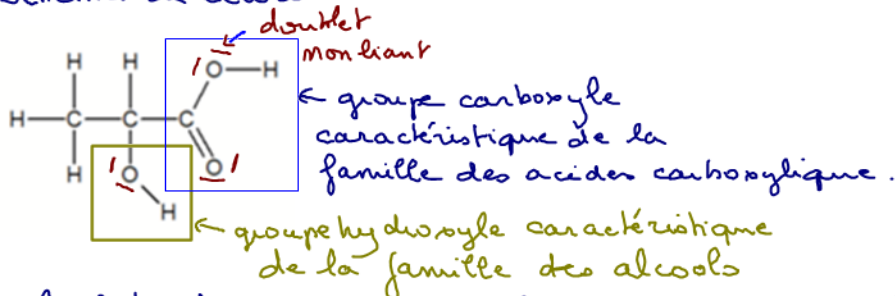 doublet
non liant
H H O H
H C C C
H O O
H
← groupe carboxyle
caractéristique de la
famille des acides carboxylique.
← groupe hydroxyle caractéristique
de la famille des alcools